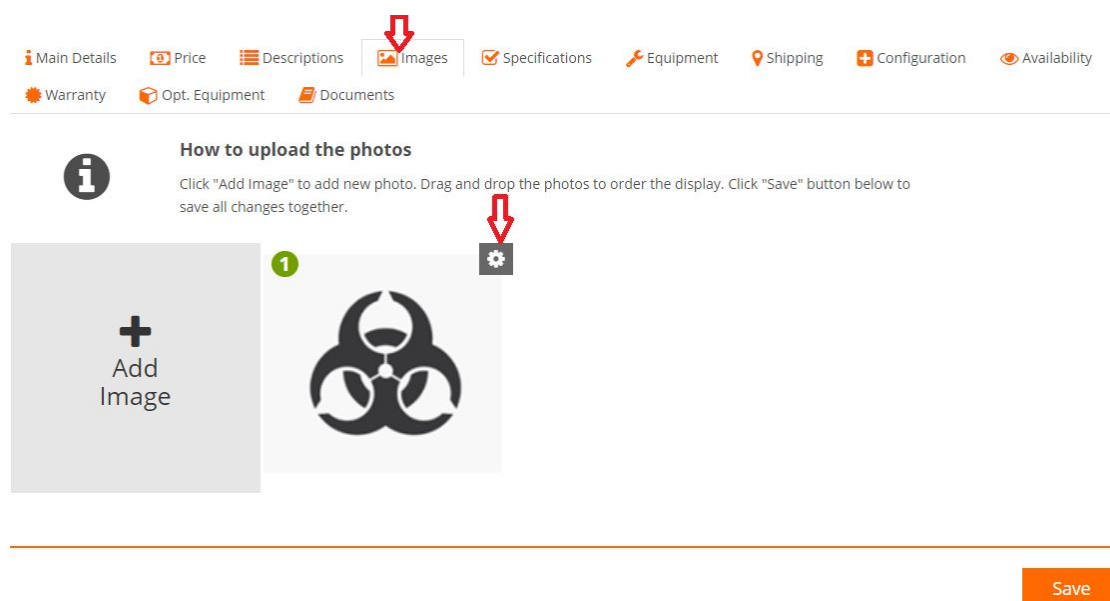 Main Details Price Descriptions Images Specifications Equipment Shipping Configuration Availability
Warranty Opt. Equipment Documents
How to upload the photos
Click "Add Image" to add new photo. Drag and drop the photos to order the display. Click "Save" button below to
save all changes together.
1
Add
Image
Save